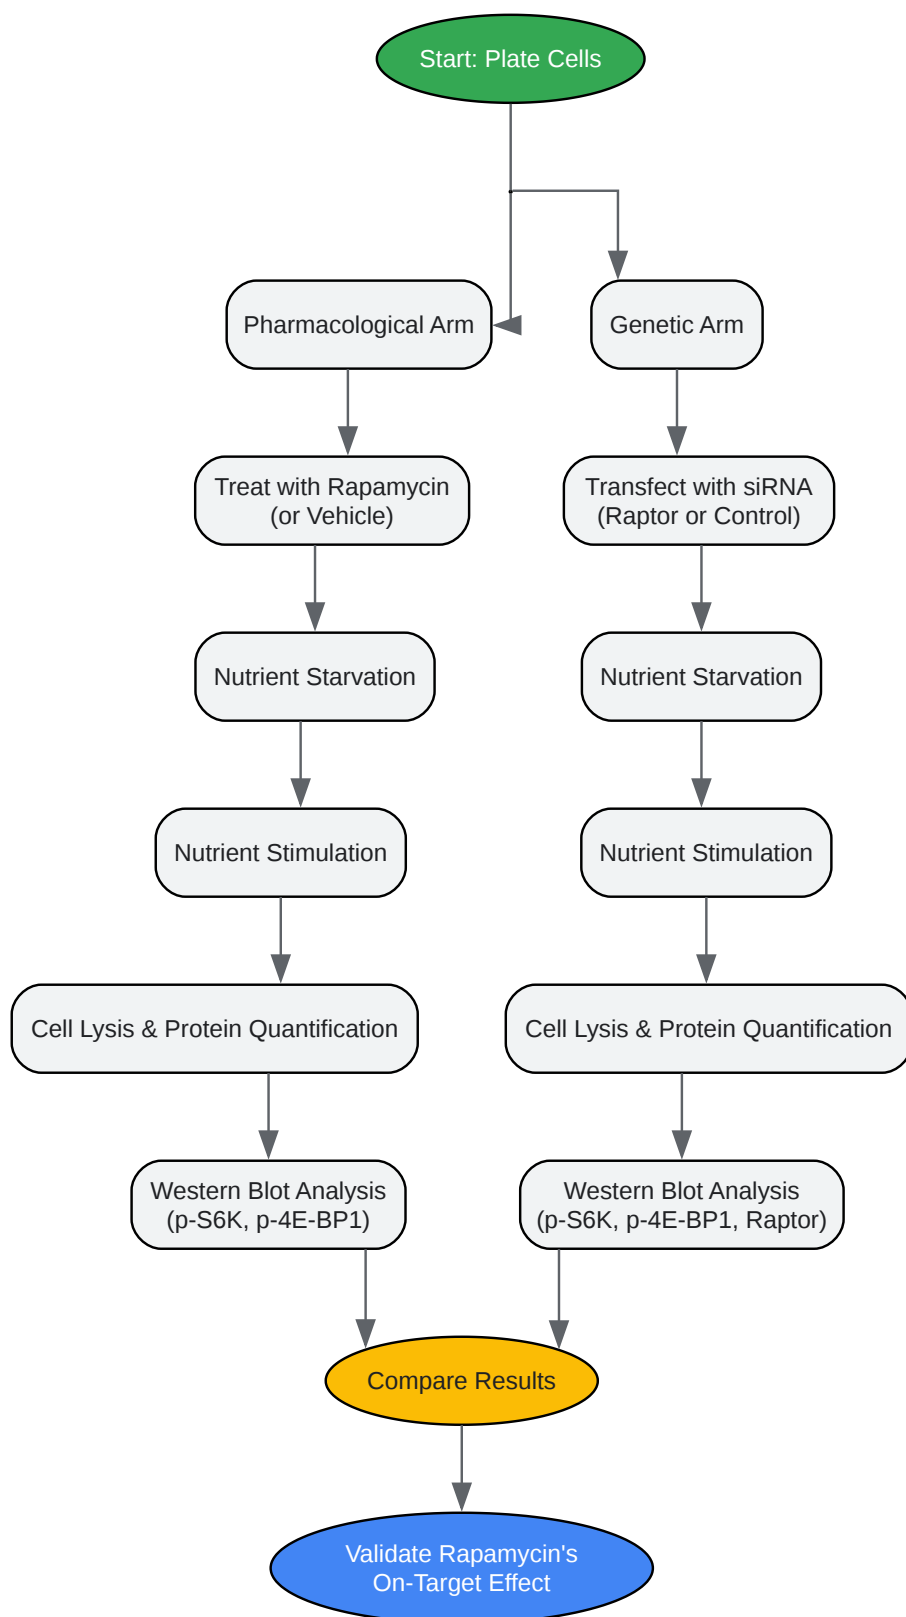 Start: Plate Cells
Pharmacological Arm
Genetic Arm
Treat with Rapamycin
(or Vehicle)
Transfect with siRNA
(Raptor or Control)
Nutrient Starvation
Nutrient Starvation
Nutrient Stimulation
Nutrient Stimulation
Cell Lysis & Protein Quantification
Cell Lysis & Protein Quantification
Western Blot Analysis
(p-S6K, p-4E-BP1)
Western Blot Analysis
(p-S6K, p-4E-BP1, Raptor)
Compare Results
Validate Rapamycin's
On-Target Effect